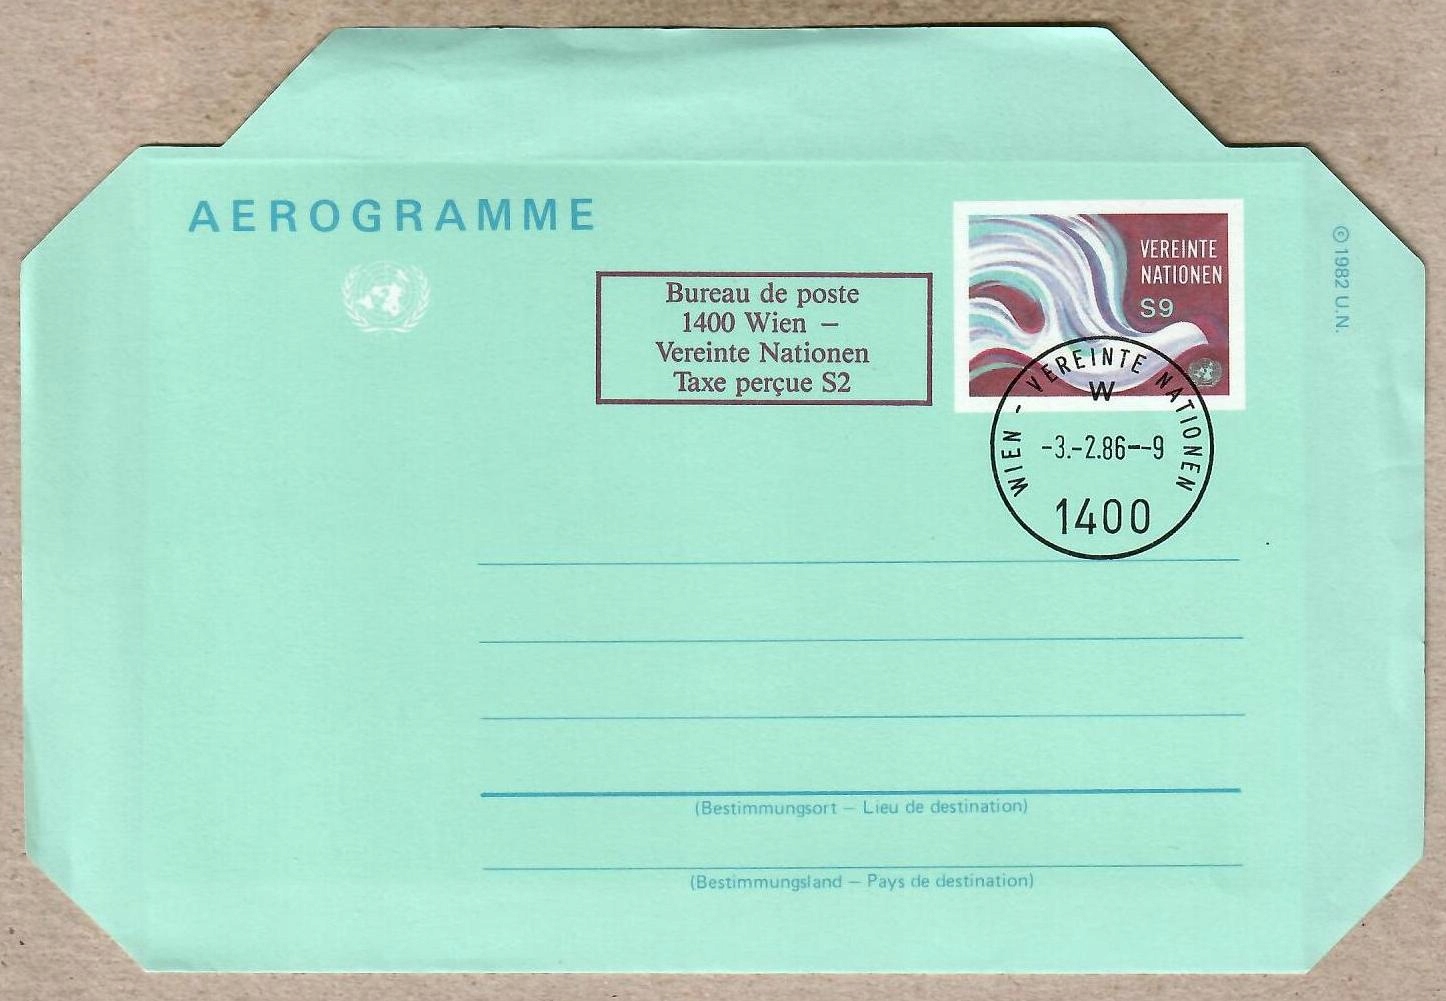 AEROGRAMME
Bureau de poste
1400 Wien –
Vereinte Nationen
Taxe perçue S2
VEREINTE
NATIONEN
S9
WIEN - VEREINTE NATIONEN
W
-3.-2.86--9
1400
© 1982 U.N.
(Bestimmungsort – Lieu de destination)
(Bestimmungsland – Pays de destination)